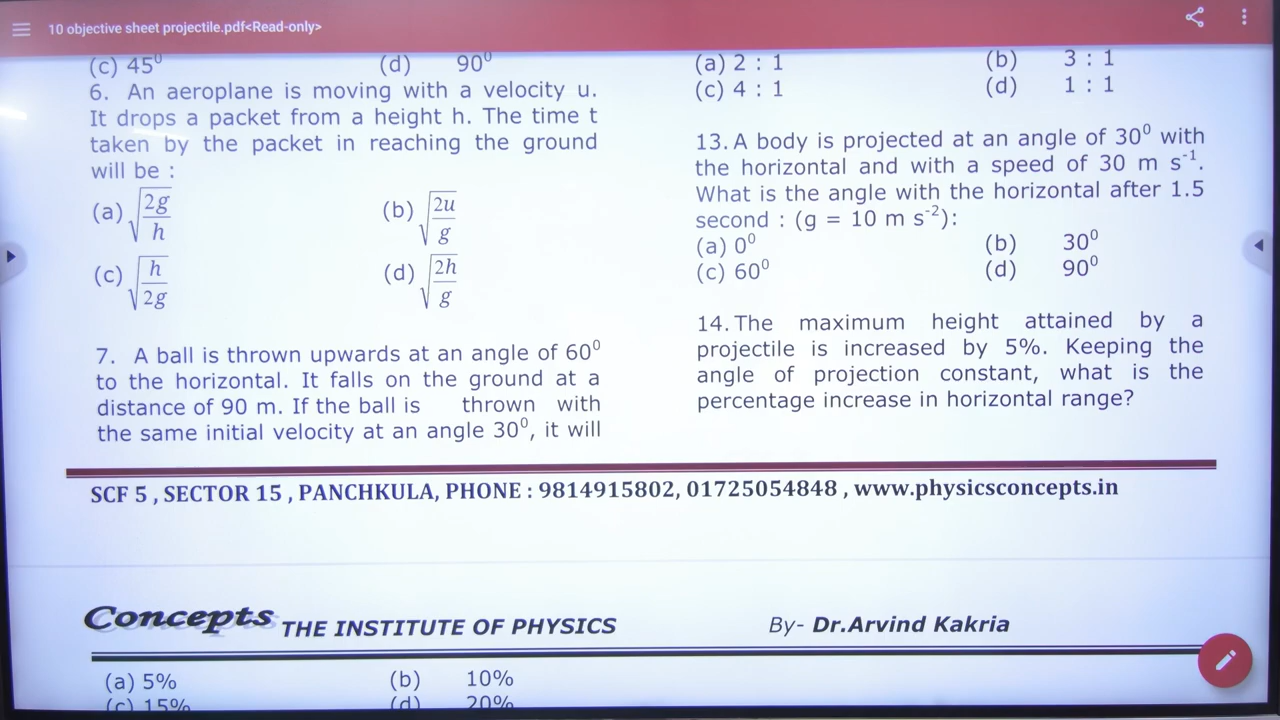 10 objective sheet projectile.pdf<Read-only>
(c) 45⁰ (d) 90⁰
6. An aeroplane is moving with a velocity u.
It drops a packet from a height h. The time t
taken by the packet in reaching the ground
will be :
(a) √(2g/h) (b) √(2u/g)
(c) √(h/2g) (d) √(2h/g)
7. A ball is thrown upwards at an angle of 60⁰
to the horizontal. It falls on the ground at a
distance of 90 m. If the ball is thrown with
the same initial velocity at an angle 30⁰, it will
(a) 2 : 1 (b) 3 : 1
(c) 4 : 1 (d) 1 : 1
13. A body is projected at an angle of 30⁰ with
the horizontal and with a speed of 30 m s⁻¹.
What is the angle with the horizontal after 1.5
second : (g = 10 m s⁻²):
(a) 0⁰ (b) 30⁰
(c) 60⁰ (d) 90⁰
14. The maximum height attained by a
projectile is increased by 5%. Keeping the
angle of projection constant, what is the
percentage increase in horizontal range?
SCF 5 , SECTOR 15 , PANCHKULA, PHONE : 9814915802, 01725054848 , www.physicsconcepts.in
Concepts THE INSTITUTE OF PHYSICS By- Dr.Arvind Kakria
(a) 5% (b) 10%
(c) 15% (d) 20%